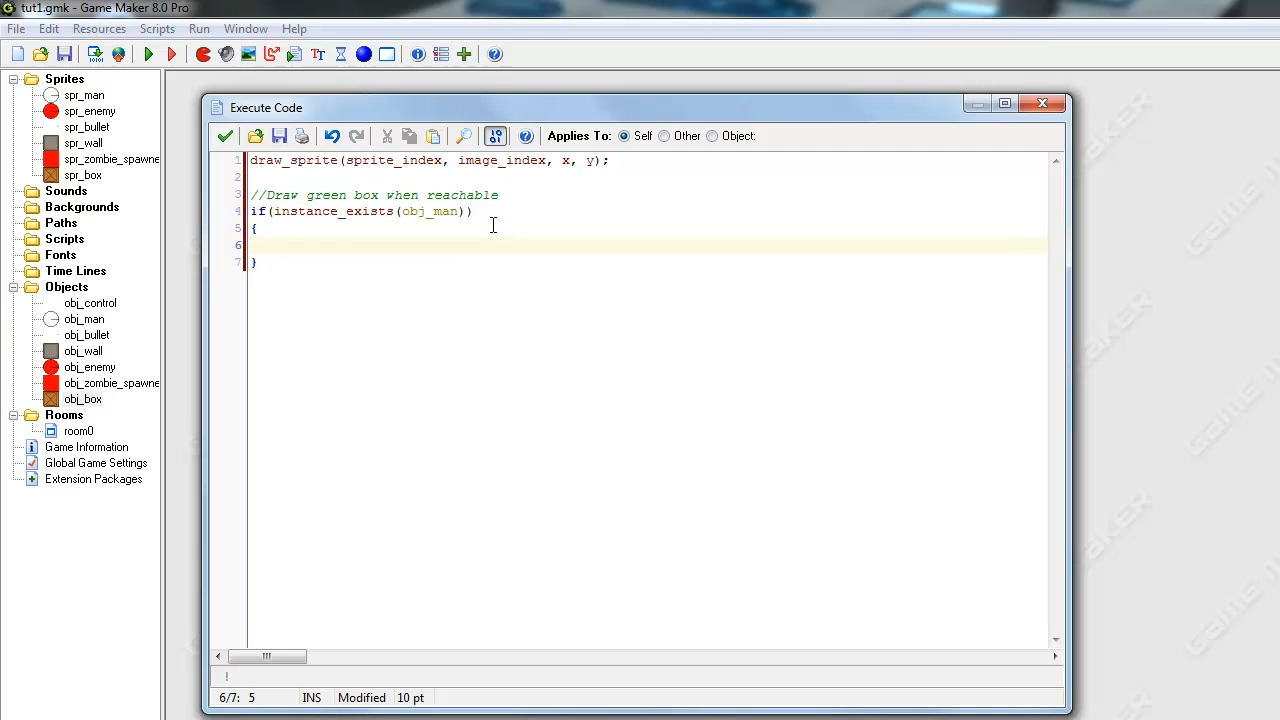 tut1.gmk - Game Maker 8.0 Pro
File Edit Resources Scripts Run Window Help
Sprites
spr_man
spr_enemy
spr_bullet
spr_wall
spr_zombie_spawne
spr_box
Sounds
Backgrounds
Paths
Scripts
Fonts
Time Lines
Objects
obj_control
obj_man
obj_bullet
obj_wall
obj_enemy
obj_zombie_spawne
obj_box
Rooms
room0
Game Information
Global Game Settings
Extension Packages
Execute Code
Applies To: Self Other Object:
1 draw_sprite(sprite_index, image_index, x, y);
2
3 //Draw green box when reachable
4 if(instance_exists(obj_man))
5 {
6
7 }
6/7: 5 INS Modified 10 pt